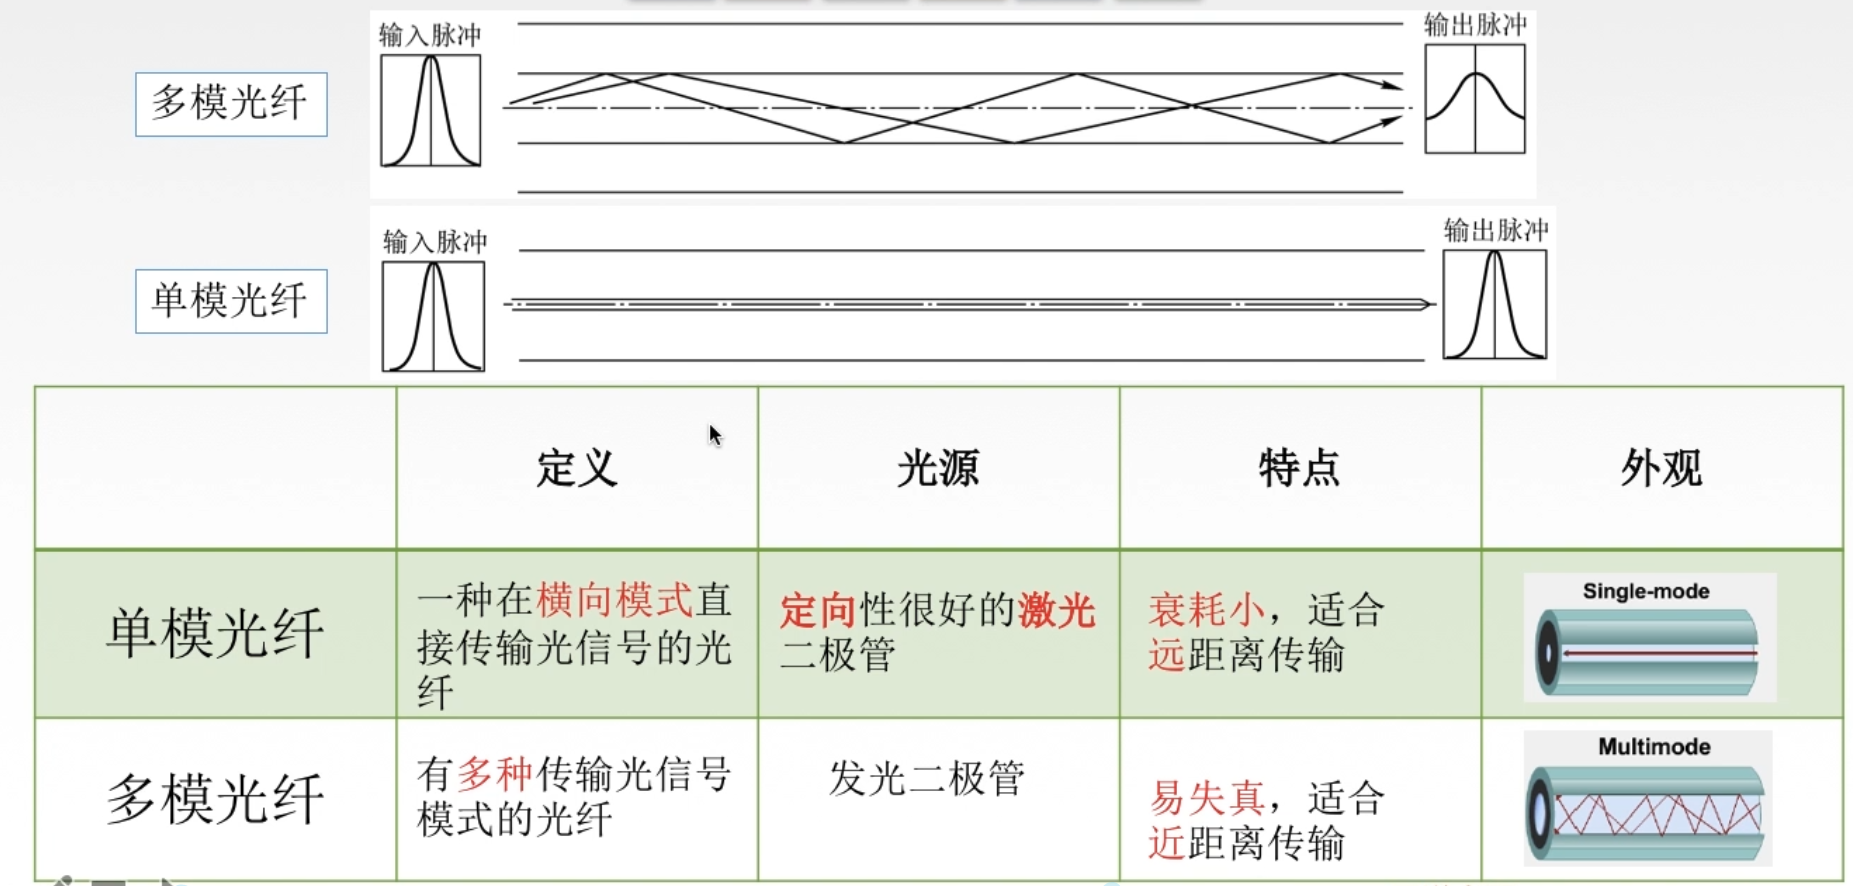 输入脉冲
输出脉冲
多模光纤
输入脉冲
输出脉冲
单模光纤
定义
光源
特点
外观
单模光纤
一种在横向模式直
接传输光信号的光
纤
定向性很好的激光
二极管
衰耗小，适合
远距离传输
Single-mode
多模光纤
有多种传输光信号
模式的光纤
发光二极管
易失真，适合
近距离传输
Multimode